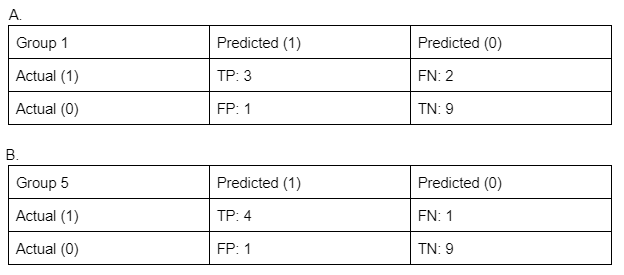 A.
Group 1 Predicted (1) Predicted (0)
Actual (1) TP: 3 FN: 2
Actual (0) FP: 1 TN: 9
B.
Group 5 Predicted (1) Predicted (0)
Actual (1) TP: 4 FN: 1
Actual (0) FP: 1 TN: 9